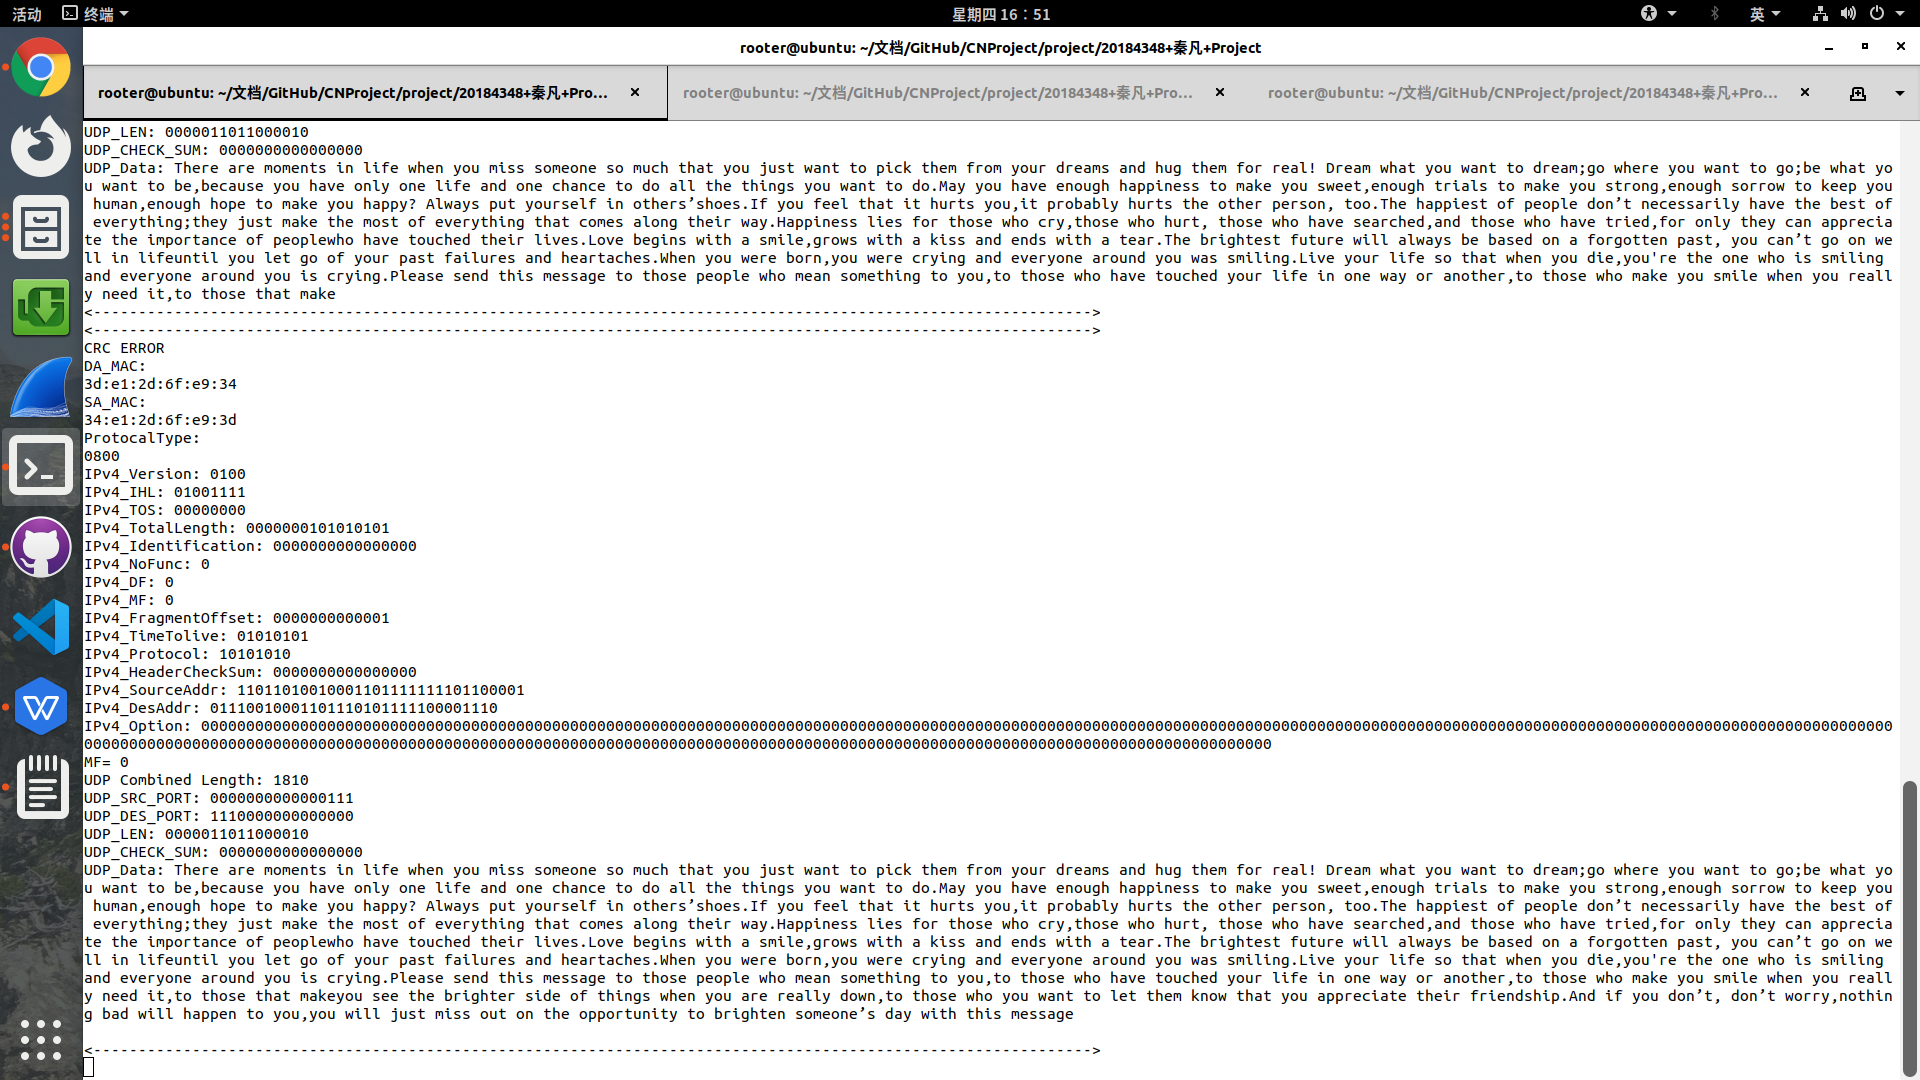 活动
终端
星期四 16：51
英
rooter@ubuntu: ~/文档/GitHub/CNProject/project/20184348+秦凡+Project
rooter@ubuntu: ~/文档/GitHub/CNProject/project/20184348+秦凡+Pro...
rooter@ubuntu: ~/文档/GitHub/CNProject/project/20184348+秦凡+Pro...
rooter@ubuntu: ~/文档/GitHub/CNProject/project/20184348+秦凡+Pro...
UDP_LEN: 0000011011000010
UDP_CHECK_SUM: 0000000000000000
UDP_Data: There are moments in life when you miss someone so much that you just want to pick them from your dreams and hug them for real! Dream what you want to dream;go where you want to go;be what yo
u want to be,because you have only one life and one chance to do all the things you want to do.May you have enough happiness to make you sweet,enough trials to make you strong,enough sorrow to keep you
 human,enough hope to make you happy? Always put yourself in others’shoes.If you feel that it hurts you,it probably hurts the other person, too.The happiest of people don’t necessarily have the best of
 everything;they just make the most of everything that comes along their way.Happiness lies for those who cry,those who hurt, those who have searched,and those who have tried,for only they can apprecia
te the importance of peoplewho have touched their lives.Love begins with a smile,grows with a kiss and ends with a tear.The brightest future will always be based on a forgotten past, you can’t go on we
ll in lifeuntil you let go of your past failures and heartaches.When you were born,you were crying and everyone around you was smiling.Live your life so that when you die,you're the one who is smiling
and everyone around you is crying.Please send this message to those people who mean something to you,to those who have touched your life in one way or another,to those who make you smile when you reall
y need it,to those that make
<--------------------------------------------------------------------------------------------------------------->
<--------------------------------------------------------------------------------------------------------------->
CRC ERROR
DA_MAC:
3d:e1:2d:6f:e9:34
SA_MAC:
34:e1:2d:6f:e9:3d
ProtocalType:
0800
IPv4_Version: 0100
IPv4_IHL: 01001111
IPv4_TOS: 00000000
IPv4_TotalLength: 0000000101010101
IPv4_Identification: 0000000000000000
IPv4_NoFunc: 0
IPv4_DF: 0
IPv4_MF: 0
IPv4_FragmentOffset: 0000000000001
IPv4_TimeTolive: 01010101
IPv4_Protocol: 10101010
IPv4_HeaderCheckSum: 0000000000000000
IPv4_SourceAddr: 11011010010001101111111101100001
IPv4_DesAddr: 01110010001101110101111100001110
IPv4_Option: 00000000000000000000000000000000000000000000000000000000000000000000000000000000000000000000000000000000000000000000000000000000000000000000000000000000000000000000000000000000000000000000
000000000000000000000000000000000000000000000000000000000000000000000000000000000000000000000000000000000000000000000000000000000000
MF= 0
UDP Combined Length: 1810
UDP_SRC_PORT: 0000000000000111
UDP_DES_PORT: 1110000000000000
UDP_LEN: 0000011011000010
UDP_CHECK_SUM: 0000000000000000
UDP_Data: There are moments in life when you miss someone so much that you just want to pick them from your dreams and hug them for real! Dream what you want to dream;go where you want to go;be what yo
u want to be,because you have only one life and one chance to do all the things you want to do.May you have enough happiness to make you sweet,enough trials to make you strong,enough sorrow to keep you
 human,enough hope to make you happy? Always put yourself in others’shoes.If you feel that it hurts you,it probably hurts the other person, too.The happiest of people don’t necessarily have the best of
 everything;they just make the most of everything that comes along their way.Happiness lies for those who cry,those who hurt, those who have searched,and those who have tried,for only they can apprecia
te the importance of peoplewho have touched their lives.Love begins with a smile,grows with a kiss and ends with a tear.The brightest future will always be based on a forgotten past, you can’t go on we
ll in lifeuntil you let go of your past failures and heartaches.When you were born,you were crying and everyone around you was smiling.Live your life so that when you die,you're the one who is smiling
and everyone around you is crying.Please send this message to those people who mean something to you,to those who have touched your life in one way or another,to those who make you smile when you reall
y need it,to those that makeyou see the brighter side of things when you are really down,to those who you want to let them know that you appreciate their friendship.And if you don’t, don’t worry,nothin
g bad will happen to you,you will just miss out on the opportunity to brighten someone’s day with this message
<--------------------------------------------------------------------------------------------------------------->